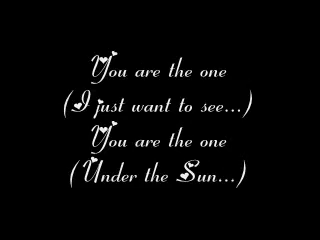 You are the one
(I just want to see...)
You are the one
(Under the Sun...)